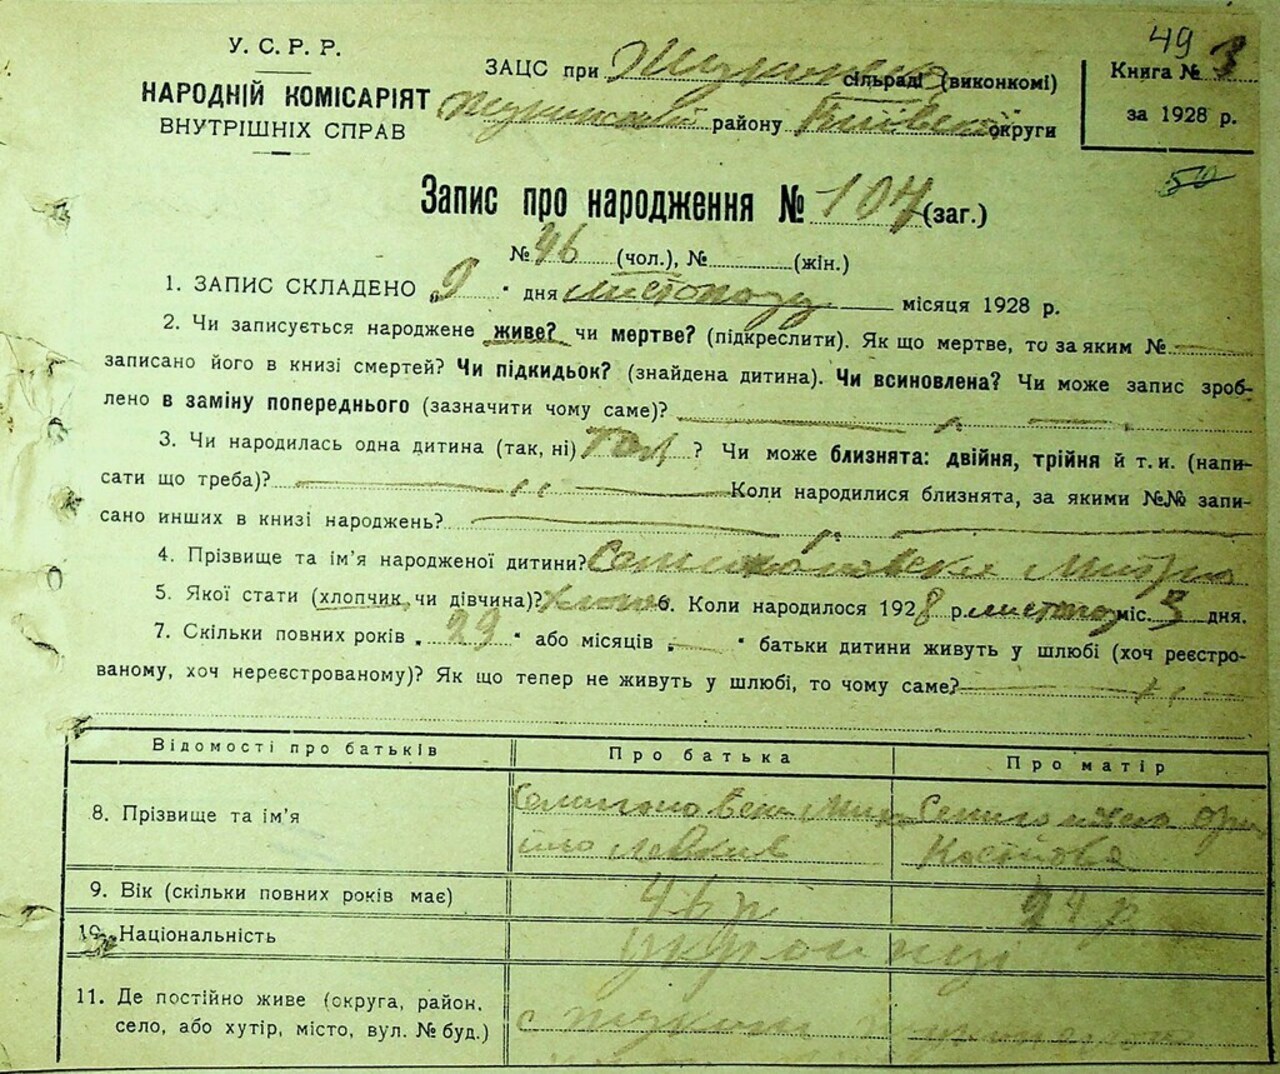 49
У. С. Р. Р.
НАРОДНІЙ КОМІСАРІЯТ
ВНУТРІШНІХ СПРАВ
ЗАЦС при сільраді (виконкомі)
району Київської округи
Книга № 3
за 1928 р.
50
Запис про народження № 107 (заг.)
№ 46 (чол.), № (жін.)
1. ЗАПИС СКЛАДЕНО „9" дня листопаду місяця 1928 р.
2. Чи записується народжене живе? чи мертве? (підкреслити). Як що мертве, то за яким №
записано його в книзі смертей? Чи підкидьок? (знайдена дитина). Чи всиновлена? Чи може запис зроб-
лено в заміну попереднього (зазначити чому саме)?
3. Чи народилась одна дитина (так, ні) Так ? Чи може близнята: двійня, трійня й т. и. (напи-
сати що треба)? Коли народилися близнята, за якими №№ запи-
сано инших в книзі народжень?
4. Прізвище та ім'я народженої дитини?
5. Якої стати (хлопчик, чи дівчина)? хлопч 6. Коли народилося 1928 р. листопад міс. 3 дня.
7. Скільки повних років „29" або місяців „ " батьки дитини живуть у шлюбі (хоч реєстро-
ваному, хоч нереєстрованому)? Як що тепер не живуть у шлюбі, то чому саме?
Відомості про батьків
Про батька
Про матір
8. Прізвище та ім'я
9. Вік (скільки повних років має)
46 р
10. Національність
українці
11. Де постійно живе (округа, район,
село, або хутір, місто, вул. № буд.)
с